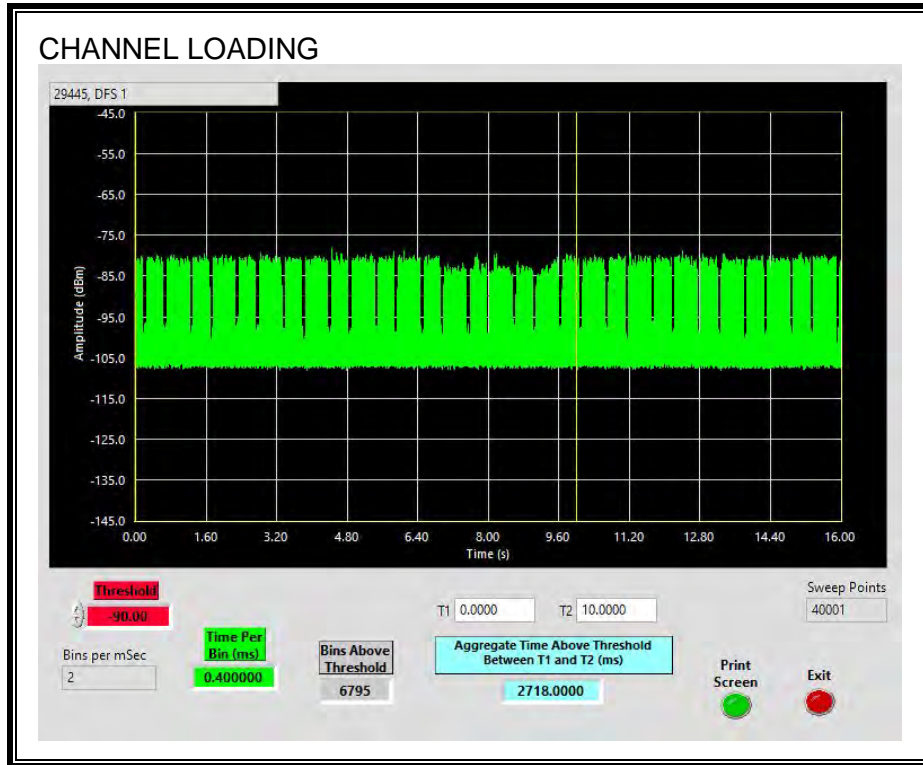 CHANNEL LOADING
29445, DFS 1
Amplitude (dBm)
-45.0
-55.0
-65.0
-75.0
-85.0
-95.0
-105.0
-115.0
-125.0
-135.0
-145.0
0.00 1.60 3.20 4.80 6.40 8.00 9.60 11.20 12.80 14.40 16.00
Time (s)
Threshold
-90.00
Bins per mSec
2
Time Per
Bin (ms)
0.400000
Bins Above
Threshold
6795
T1 0.0000 T2 10.0000
Aggregate Time Above Threshold
Between T1 and T2 (ms)
2718.0000
Print
Screen
Sweep Points
40001
Exit